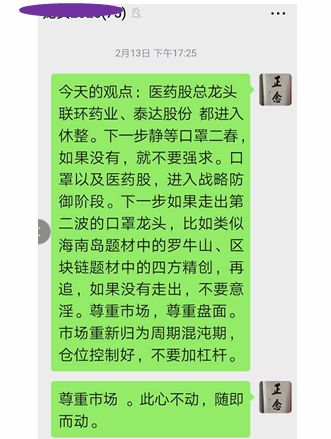 (73)
2月13日 下午17:25
今天的观点：医药股总龙头
联环药业、泰达股份 都进入
休整。下一步静等口罩二春，
如果没有，就不要强求。口
罩以及医药股，进入战略防
御阶段。下一步如果走出第
二波的口罩龙头，比如类似
海南岛题材中的罗牛山、区
块链题材中的四方精创，再
追，如果没有走出，不要意
淫。尊重市场，尊重盘面。
市场重新归为周期混沌期，
仓位控制好，不要加杠杆。
正念
尊重市场 。此心不动，随即
而动。
正念